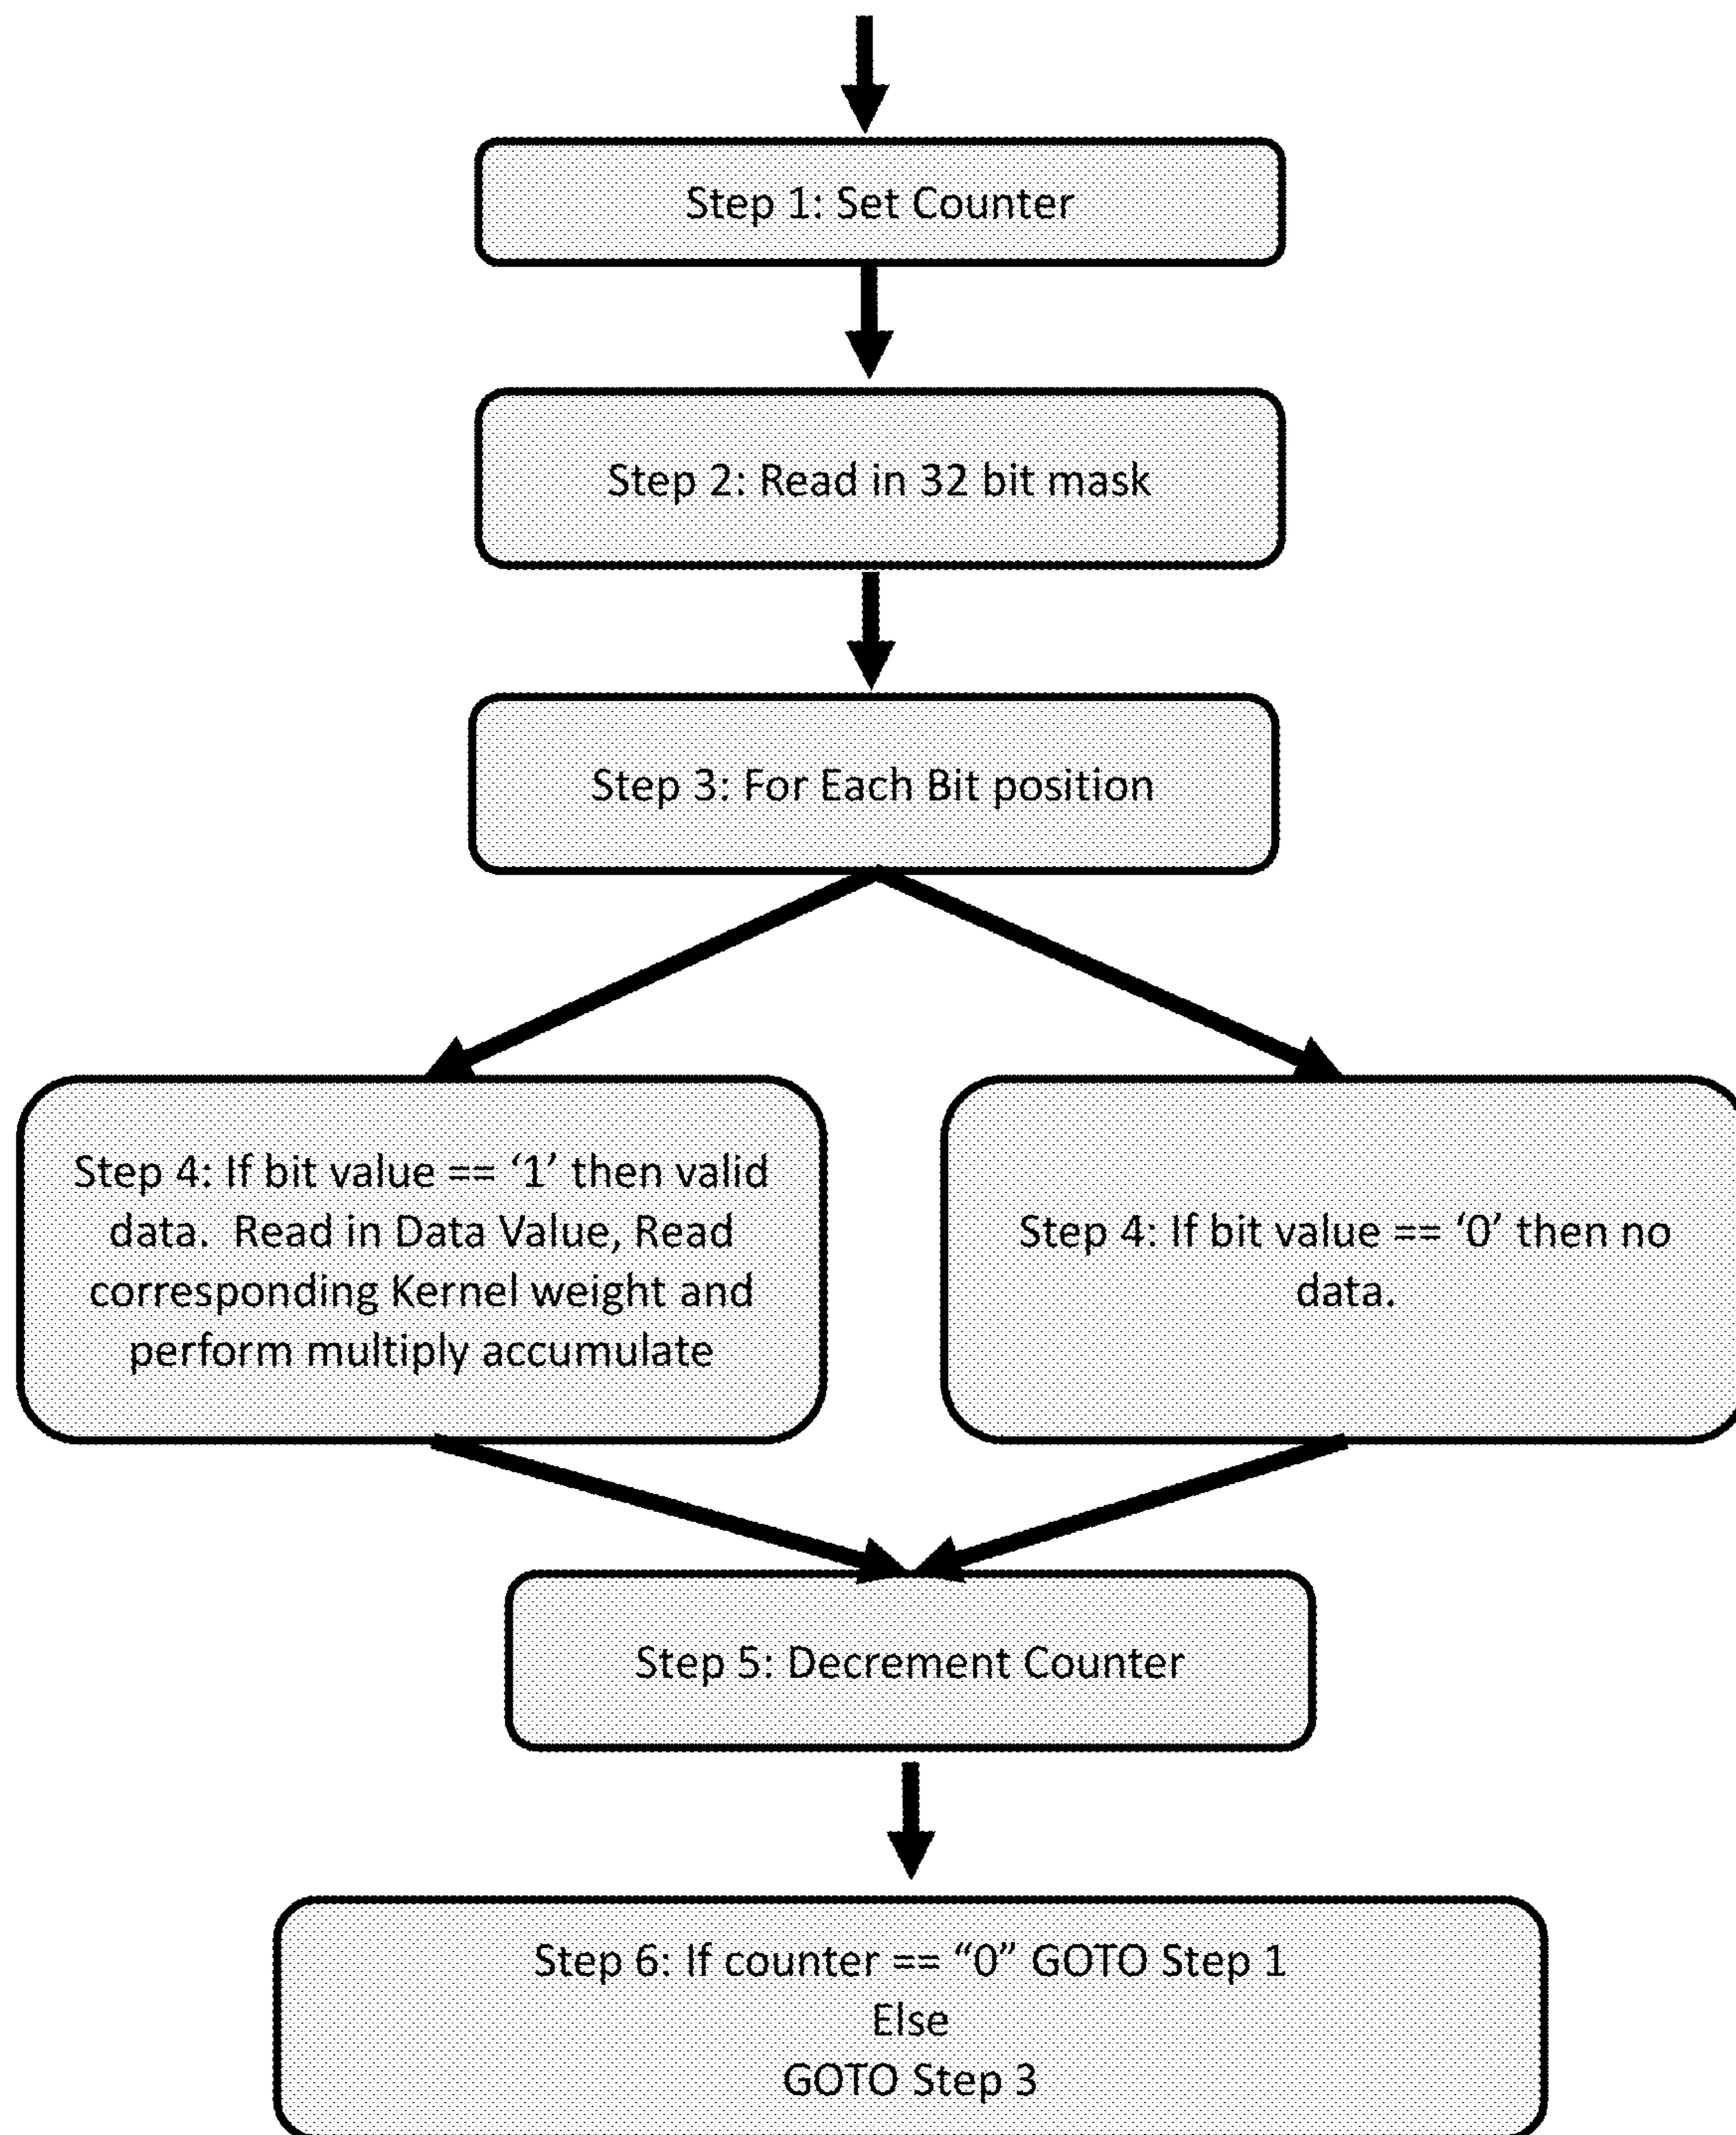 Step 1: Set Counter
Step 2: Read in 32 bit mask
Step 3: For Each Bit position
Step 4: If bit value == ‘1’ then valid
data.  Read in Data Value, Read
corresponding Kernel weight and
perform multiply accumulate
Step 4: If bit value == ‘0’ then no
data.
Step 5: Decrement Counter
Step 6: If counter == “0” GOTO Step 1
Else
GOTO Step 3